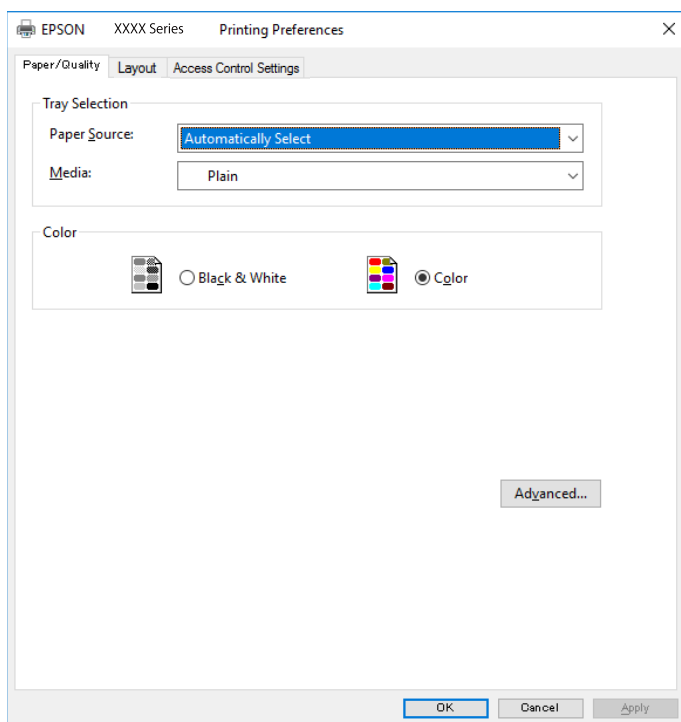 EPSON XXXX Series Printing Preferences
Paper/Quality Layout Access Control Settings
Tray Selection
Paper Source: Automatically Select
Media: Plain
Color
Black & White Color
Advanced...
OK Cancel Apply